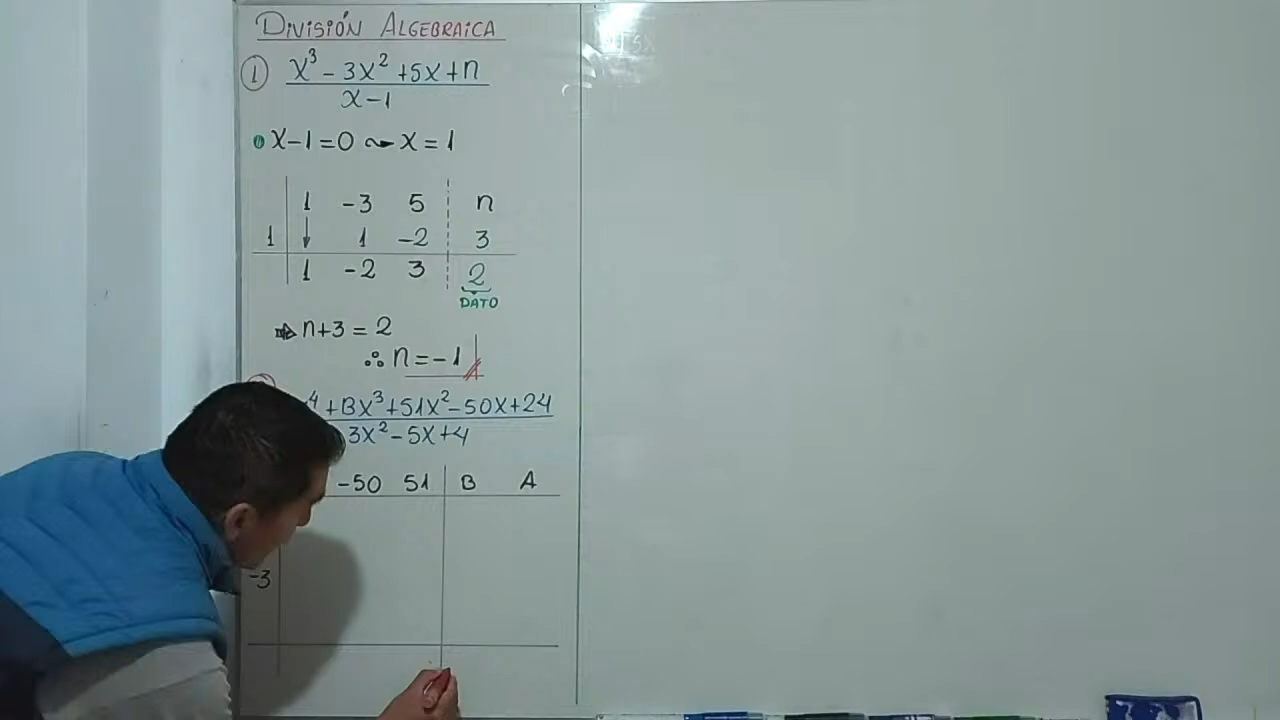 DIVISIÓN ALGEBRAICA
① x³ - 3x² + 5x + n
x - 1
x - 1 = 0 ⤳ x = 1
1 -3 5 n
1 1 -2 3
1 -2 3 2
DATO
⇒ n + 3 = 2
∴ n = -1
⁴ + Bx³ + 51x² - 50x + 24
3x² - 5x + 4
-50 51 B A
-3